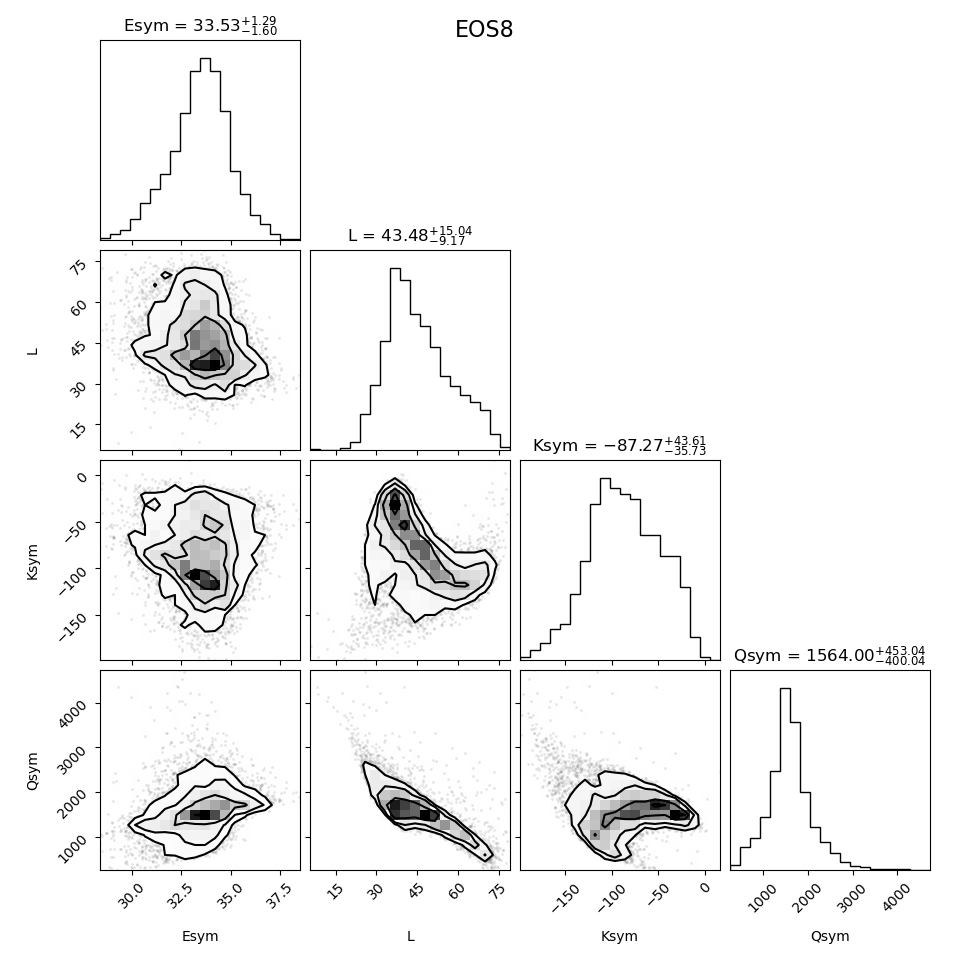 EOS8
Esym = 33.53+1.29−1.60
L = 43.48+15.04−9.17
75
60
45
30
15
L
Ksym = −87.27+43.61−35.73
0
−50
−100
−150
Ksym
Qsym = 1564.00+453.04−400.04
4000
3000
2000
1000
Qsym
30.0 32.5 35.0 37.5 15 30 45 60 75 −150 −100 −50 0 1000 2000 3000 4000
Esym L Ksym Qsym